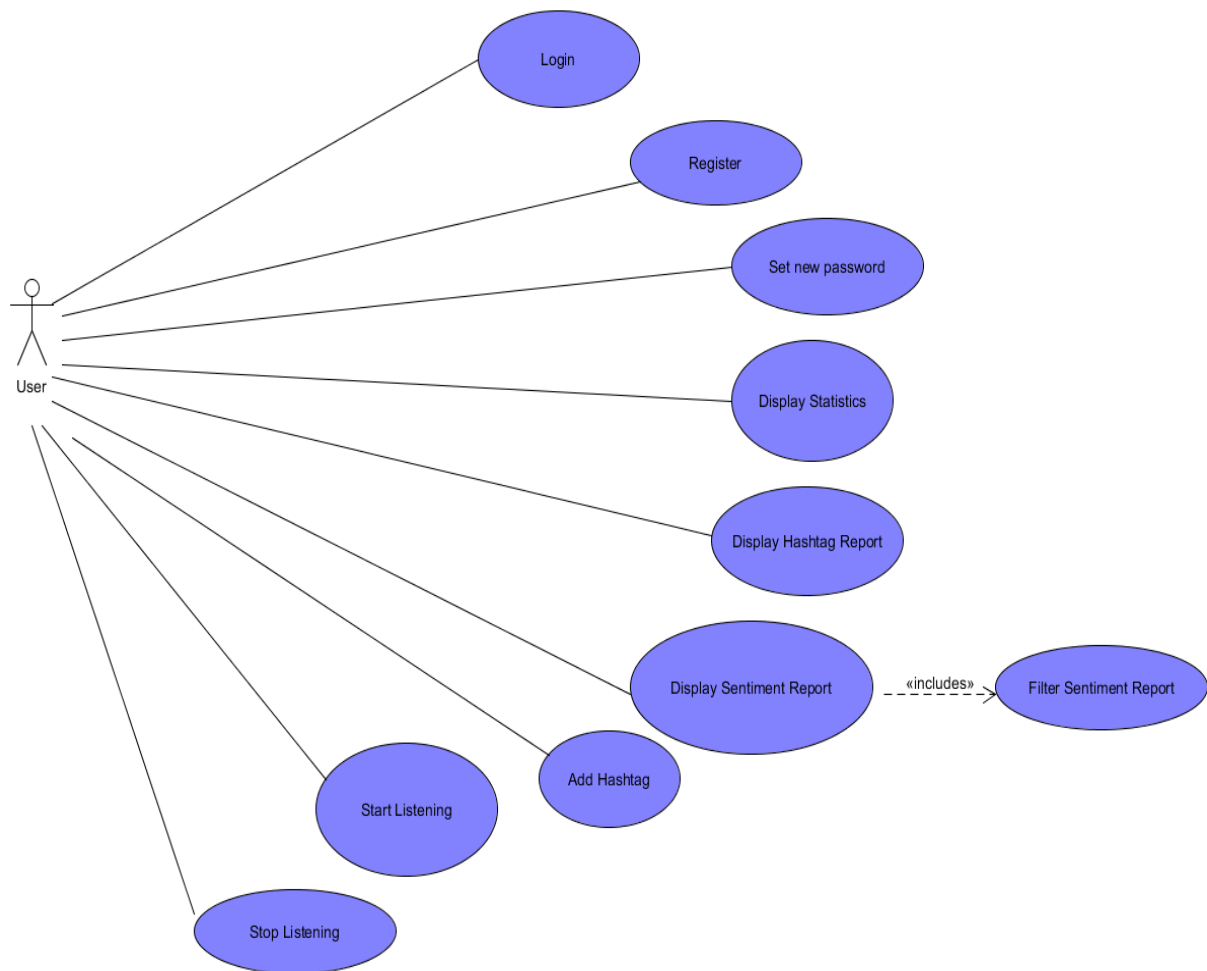 Login
Register
Set new password
User
Display Statistics
Display Hashtag Report
Display Sentiment Report
«includes»
Filter Sentiment Report
Add Hashtag
Start Listening
Stop Listening